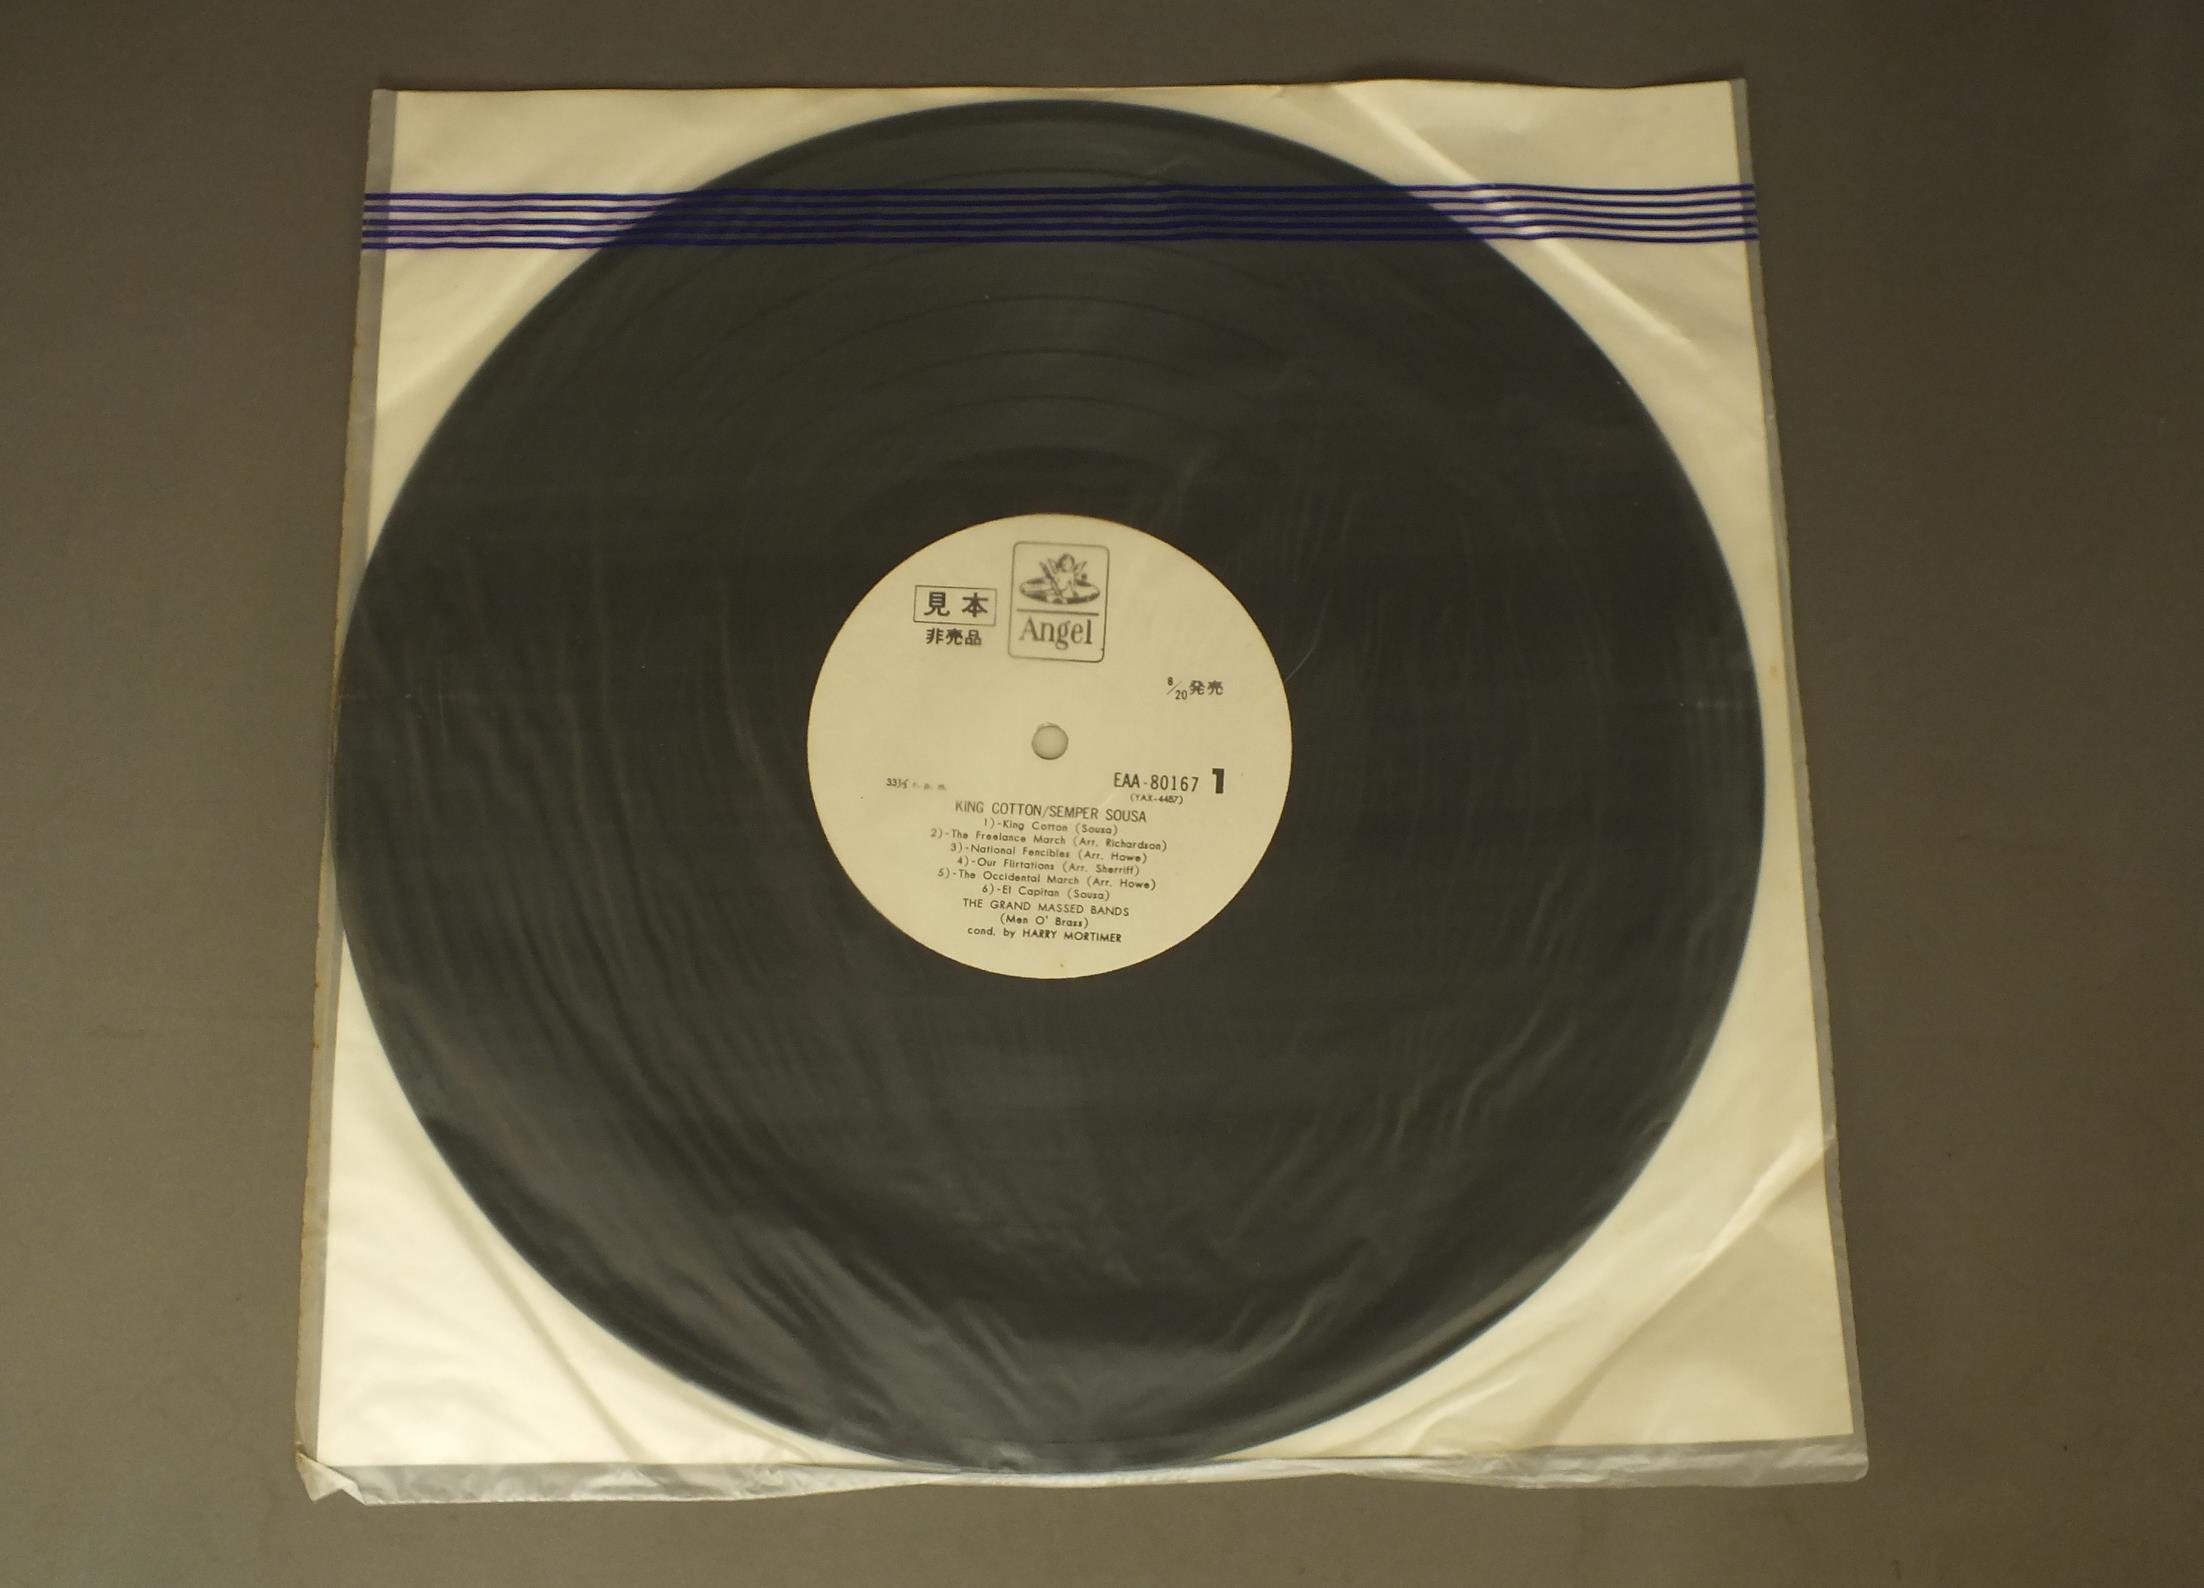 見本
非売品
Angel
8/20発売
33⅓ r. p. m.
EAA-80167 1
(YAX-4487)
KING COTTON/SEMPER SOUSA
1)-King Cotton (Sousa)
2)-The Freelance March (Arr. Richardson)
3)-National Fencibles (Arr. Howe)
4)-Our Flirtations (Arr. Sherriff)
5)-The Occidental March (Arr. Howe)
6)-El Capitan (Sousa)
THE GRAND MASSED BANDS
(Men O' Brass)
cond. by HARRY MORTIMER